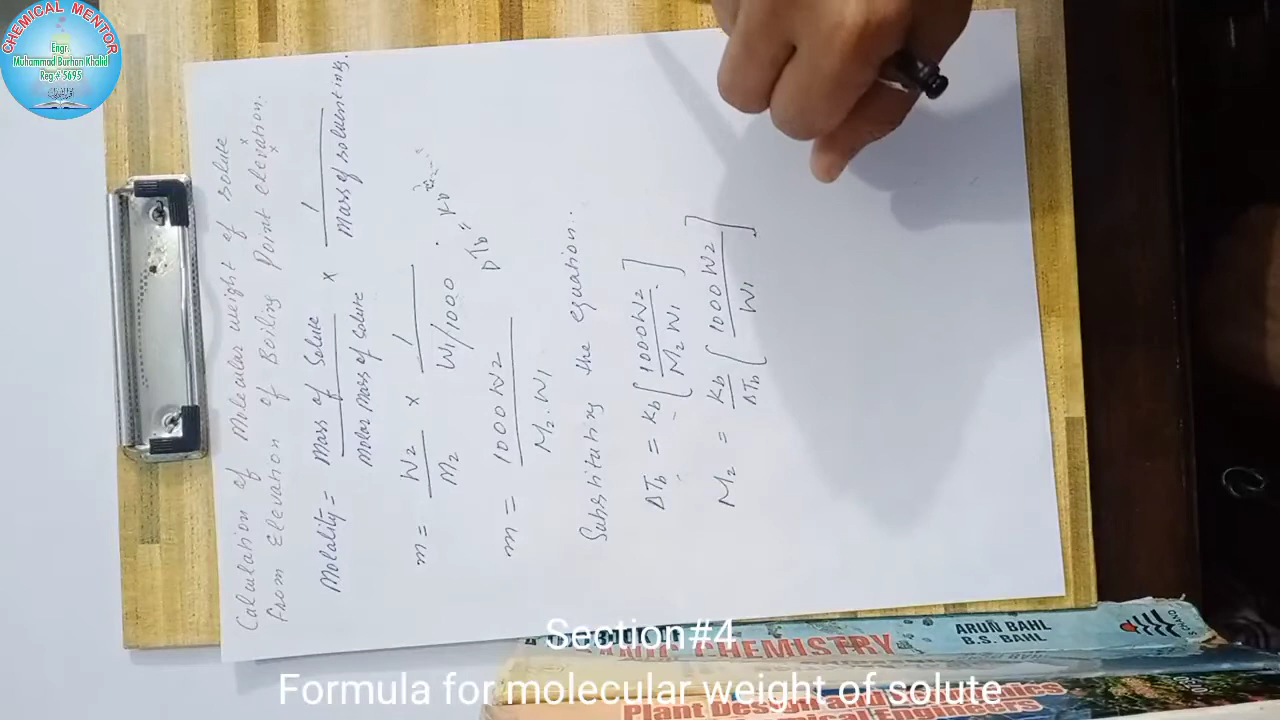 CHEMICAL MENTOR
Engr.
Muhammad Burhan Khalid
Reg # 5695
Calculation of Molecular weight of solute
from Elevation of Boiling Point elevation.
Molality = Mass of Solute / Molar Mass of Solute × 1 / Mass of solvent in kg.
m = W2 / M2 × 1 / W1/1000
ΔTb = Kb
m = 1000 W2 / M2. W1
Substituting the equation...
ΔTb = Kb [ 1000 W2 / M2 W1 ]
M2 = Kb / ΔTb [ 1000 W2 / W1 ]
CHEMISTRY
ARUN BAHL
B.S. BAHL
S. CHAND
Plant Design and Economics
Chemical Engineers
Section#4
Formula for molecular weight of solute